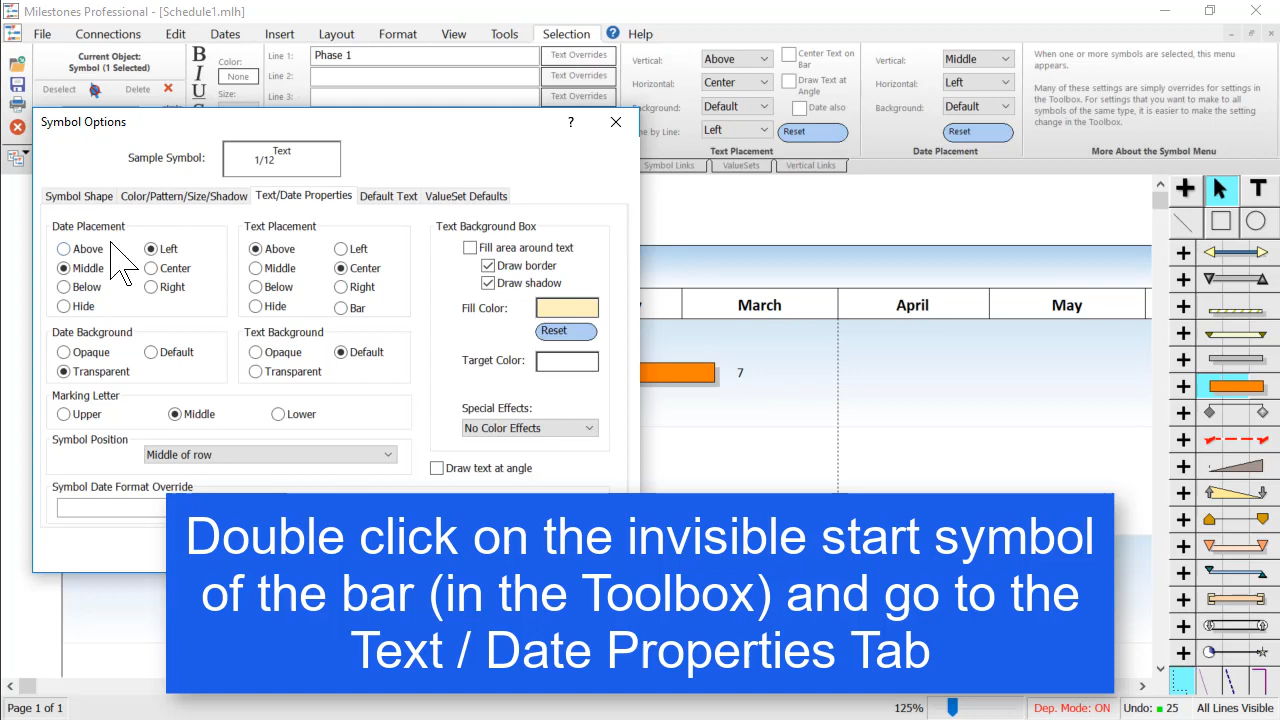 Milestones Professional - [Schedule1.mlh]
File Connections Edit Dates Insert Layout Format View Tools Selection Help
Current Object:
Symbol (1 Selected)
Deselect Delete
B
I
U
Color:
None
Size:
Line 1: Phase 1 Text Overrides
Line 2: Text Overrides
Line 3: Text Overrides
Vertical: Above
Horizontal: Center
Background: Default
Line: Left
Center Text on
Bar
Draw Text at
Angle
Date also
Reset
Text Placement
Vertical: Middle
Horizontal: Left
Background: Default
Reset
Date Placement
When one or more symbols are selected, this menu
appears.
Many of these settings are simply overrides for settings in
the Toolbox. For settings that you want to make to all
symbols of the same type, it is easier to make the setting
change in the Toolbox.
More About the Symbol Menu
Symbol Links ValueSets Vertical Links
Symbol Options ?
Sample Symbol:
Text
1/12
Symbol Shape Color/Pattern/Size/Shadow Text/Date Properties Default Text ValueSet Defaults
Date Placement
Above Left
Middle Center
Below Right
Hide
Text Placement
Above Left
Middle Center
Below Right
Hide Bar
Text Background Box
Fill area around text
Draw border
Draw shadow
Fill Color:
Reset
Target Color:
Special Effects:
No Color Effects
Date Background
Opaque Default
Transparent
Text Background
Opaque Default
Transparent
Marking Letter
Upper Middle Lower
Symbol Position
Middle of row
Draw text at angle
Symbol Date Format Override
March April May
7
T
Double click on the invisible start symbol
of the bar (in the Toolbox) and go to the
Text / Date Properties Tab
Page 1 of 1 125% Dep. Mode: ON Undo: 25 All Lines Visible